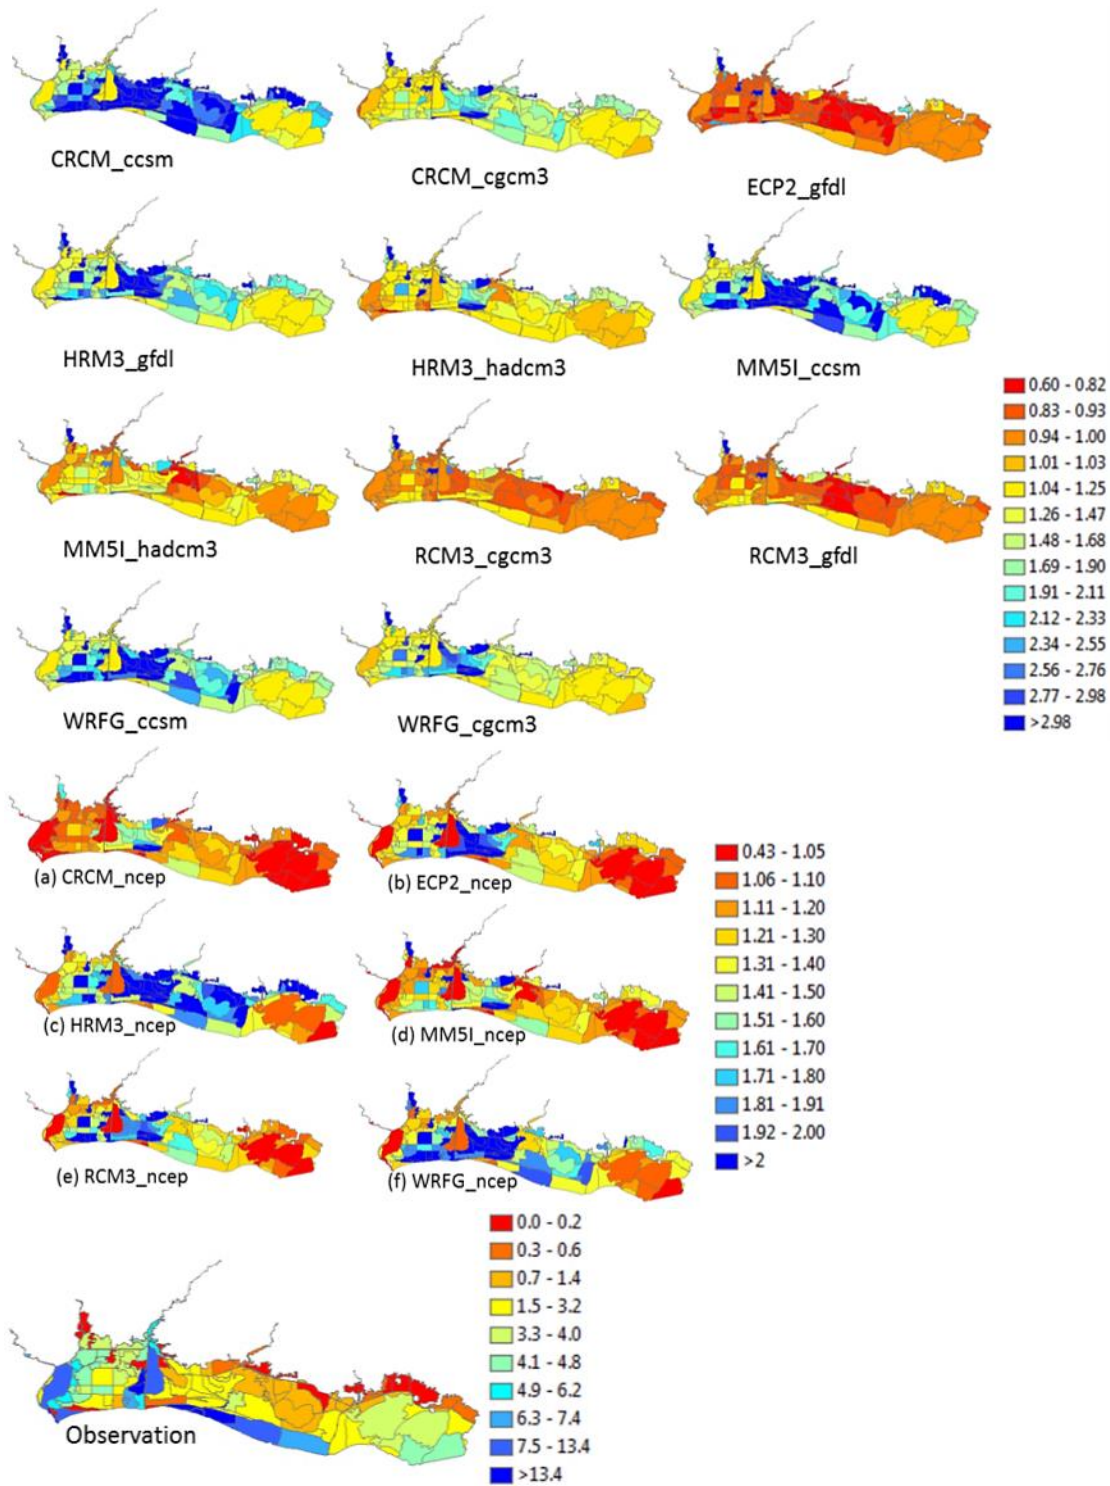 CRCM_ccsm
CRCM_cgcm3
ECP2_gfdl
HRM3_gfdl
HRM3_hadcm3
MM5I_ccsm
MM5I_hadcm3
RCM3_cgcm3
RCM3_gfdl
0.60 - 0.82
0.83 - 0.93
0.94 - 1.00
1.01 - 1.03
1.04 - 1.25
1.26 - 1.47
1.48 - 1.68
1.69 - 1.90
1.91 - 2.11
2.12 - 2.33
2.34 - 2.55
2.56 - 2.76
2.77 - 2.98
>2.98
WRFG_ccsm
WRFG_cgcm3
(a) CRCM_ncep
(b) ECP2_ncep
(c) HRM3_ncep
(d) MM5I_ncep
(e) RCM3_ncep
(f) WRFG_ncep
0.43 - 1.05
1.06 - 1.10
1.11 - 1.20
1.21 - 1.30
1.31 - 1.40
1.41 - 1.50
1.51 - 1.60
1.61 - 1.70
1.71 - 1.80
1.81 - 1.91
1.92 - 2.00
>2
Observation
0.0 - 0.2
0.3 - 0.6
0.7 - 1.4
1.5 - 3.2
3.3 - 4.0
4.1 - 4.8
4.9 - 6.2
6.3 - 7.4
7.5 - 13.4
>13.4